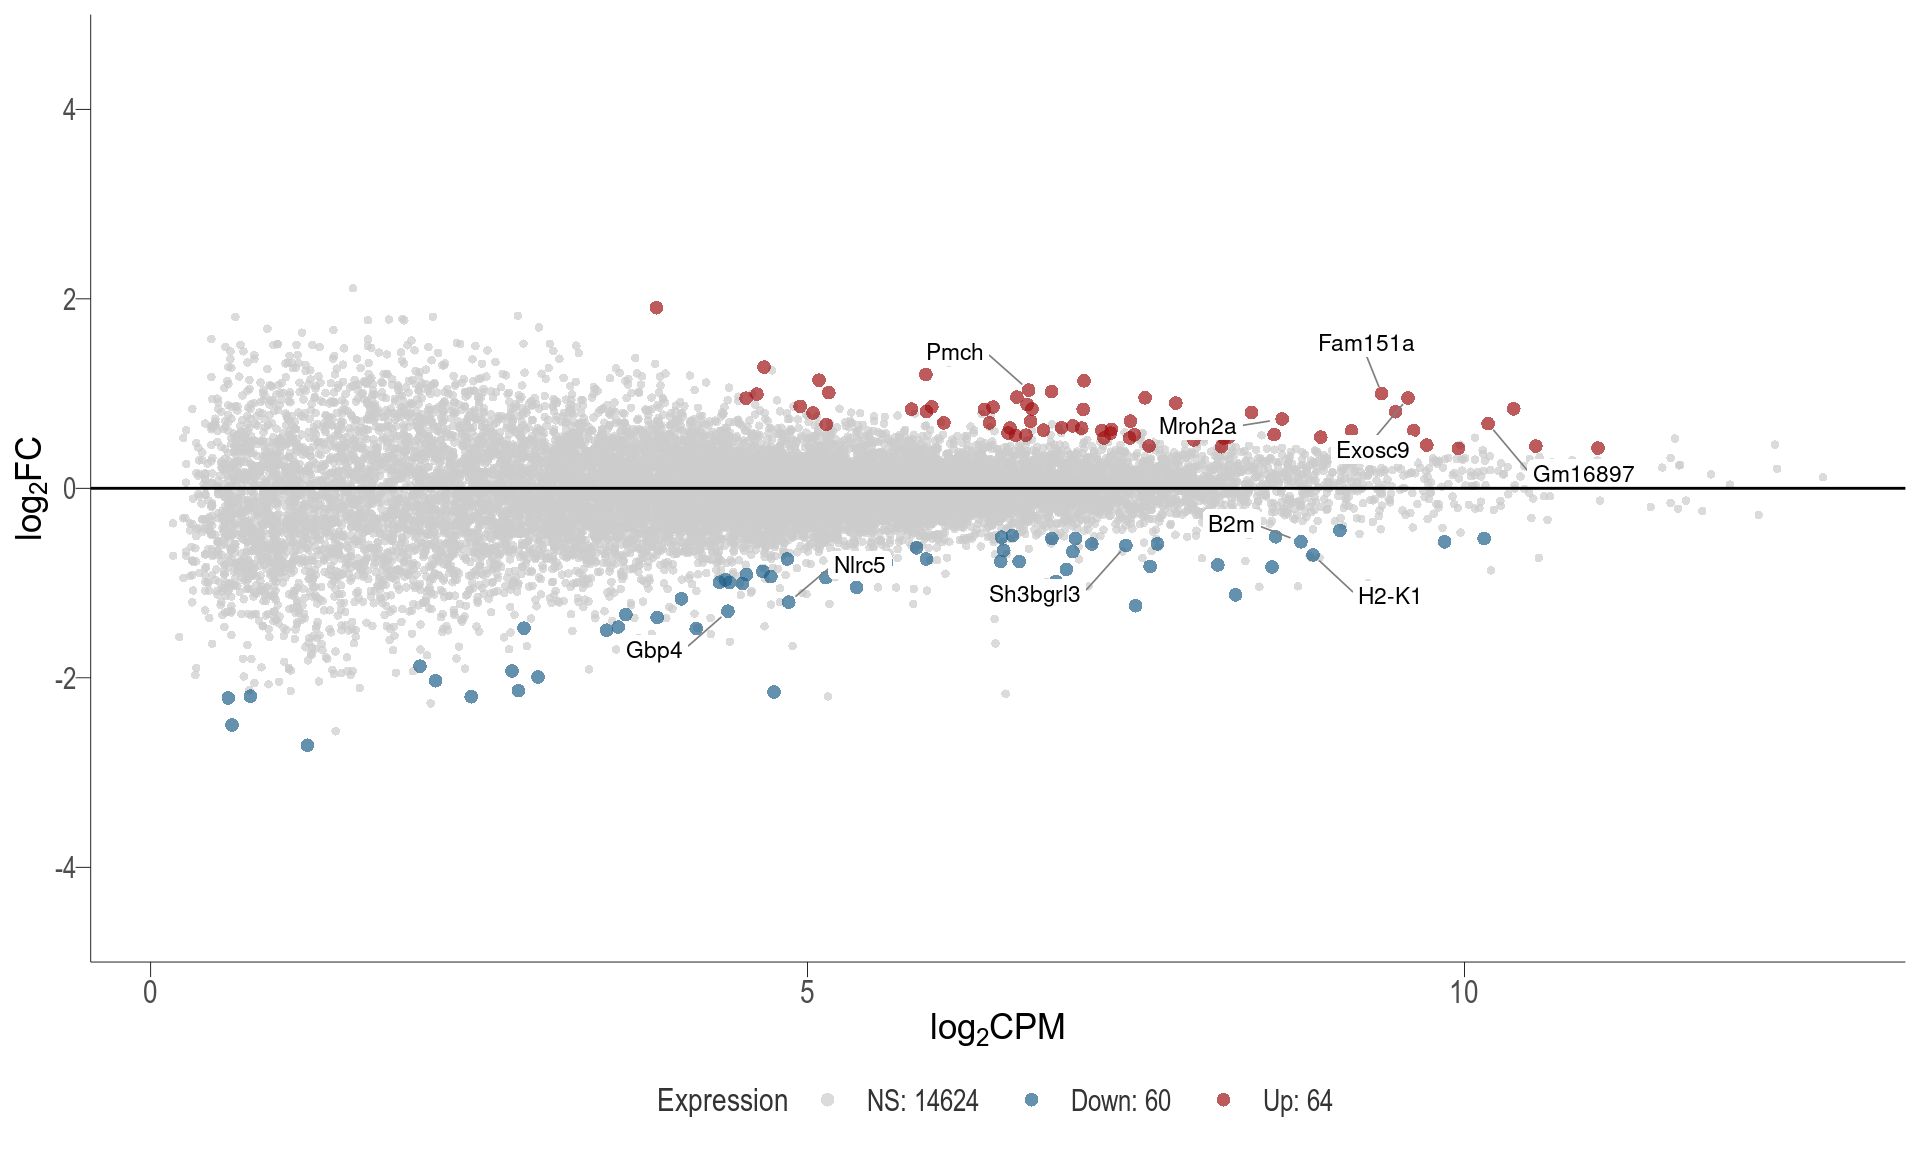 4
2
0
-2
-4
log2FC
Fam151a
Pmch
Mroh2a
Exosc9
Gm16897
B2m
Nlrc5
Sh3bgrl3
H2-K1
Gbp4
0 5 10
log2CPM
Expression NS: 14624 Down: 60 Up: 64